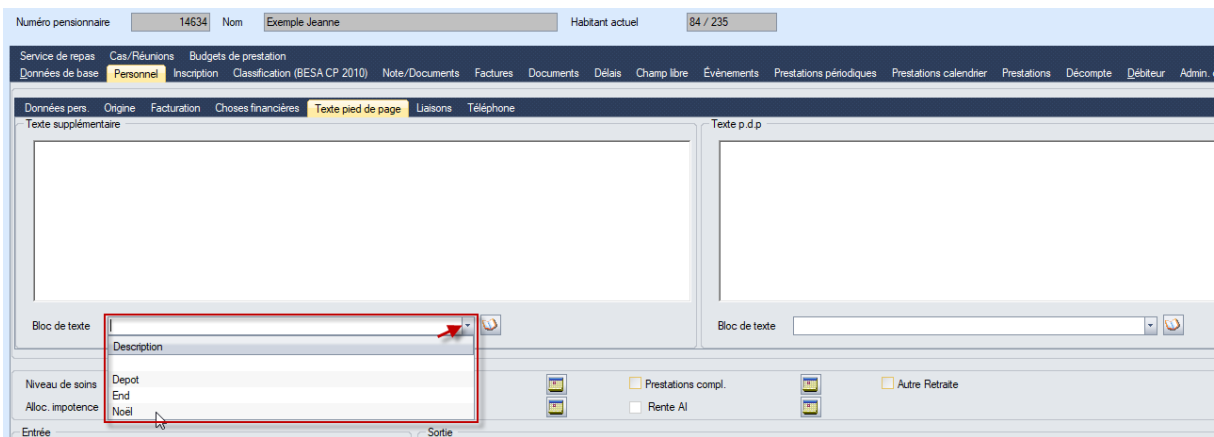 Numéro pensionnaire 14634 Nom Exemple Jeanne Habitant actuel 84 / 235
Service de repas Cas/Réunions Budgets de prestation
Données de base Personnel Inscription Classification (BESA CP 2010) Note/Documents Factures Documents Délais Champ libre Évènements Prestations périodiques Prestations calendrier Prestations Décompte Débiteur Admin.
Données pers. Origine Facturation Choses financières Texte pied de page Liaisons Téléphone
Texte supplémentaire Texte p.d.p
Bloc de texte Bloc de texte
Description
Depot
End
Noël
Niveau de soins Prestations compl. Autre Retraite
Alloc. impotence Rente AI
Entrée Sortie